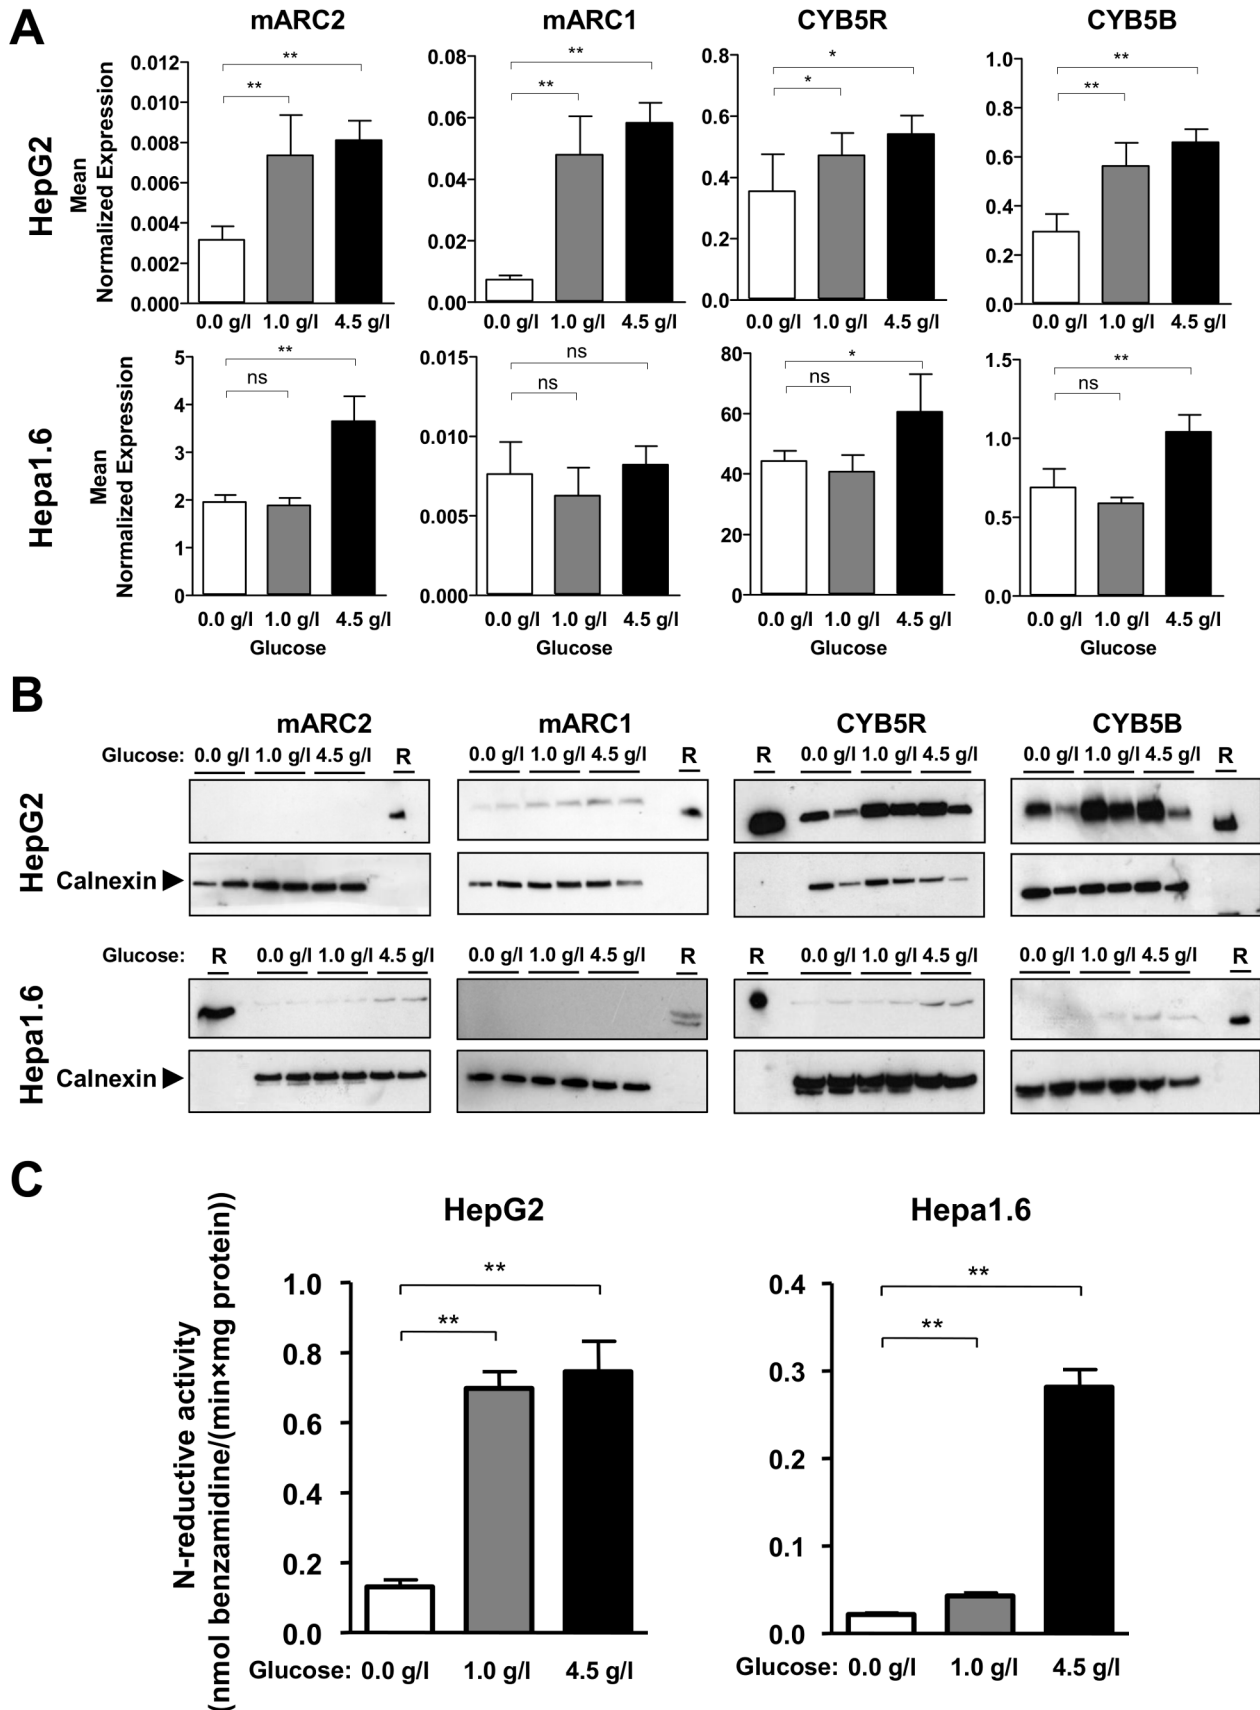 A
mARC2 mARC1 CYB5R CYB5B
HepG2
Mean
Normalized Expression
0.012
0.010
0.008
0.006
0.004
0.002
0.000
**
**
0.0 g/l 1.0 g/l 4.5 g/l
0.08
0.06
0.04
0.02
0.00
**
**
0.0 g/l 1.0 g/l 4.5 g/l
0.8
0.6
0.4
0.2
0.0
*
*
0.0 g/l 1.0 g/l 4.5 g/l
1.0
0.8
0.6
0.4
0.2
0.0
**
**
0.0 g/l 1.0 g/l 4.5 g/l
Hepa1.6
Mean
Normalized Expression
5
4
3
2
1
0
**
ns
0.0 g/l 1.0 g/l 4.5 g/l
Glucose
0.015
0.010
0.005
0.000
ns
ns
0.0 g/l 1.0 g/l 4.5 g/l
Glucose
80
60
40
20
0
*
ns
0.0 g/l 1.0 g/l 4.5 g/l
Glucose
1.5
1.0
0.5
0.0
**
ns
0.0 g/l 1.0 g/l 4.5 g/l
Glucose
B
mARC2 mARC1 CYB5R CYB5B
HepG2
Glucose: 0.0 g/l 1.0 g/l 4.5 g/l R 0.0 g/l 1.0 g/l 4.5 g/l R R 0.0 g/l 1.0 g/l 4.5 g/l 0.0 g/l 1.0 g/l 4.5 g/l R
Calnexin
Hepa1.6
Glucose: R 0.0 g/l 1.0 g/l 4.5 g/l 0.0 g/l 1.0 g/l 4.5 g/l R R 0.0 g/l 1.0 g/l 4.5 g/l 0.0 g/l 1.0 g/l 4.5 g/l R
Calnexin
C
N-reductive activity
(nmol benzamidine/(min×mg protein))
HepG2
1.0
0.8
0.6
0.4
0.2
0.0
**
**
Glucose: 0.0 g/l 1.0 g/l 4.5 g/l
Hepa1.6
0.4
0.3
0.2
0.1
0.0
**
**
Glucose: 0.0 g/l 1.0 g/l 4.5 g/l